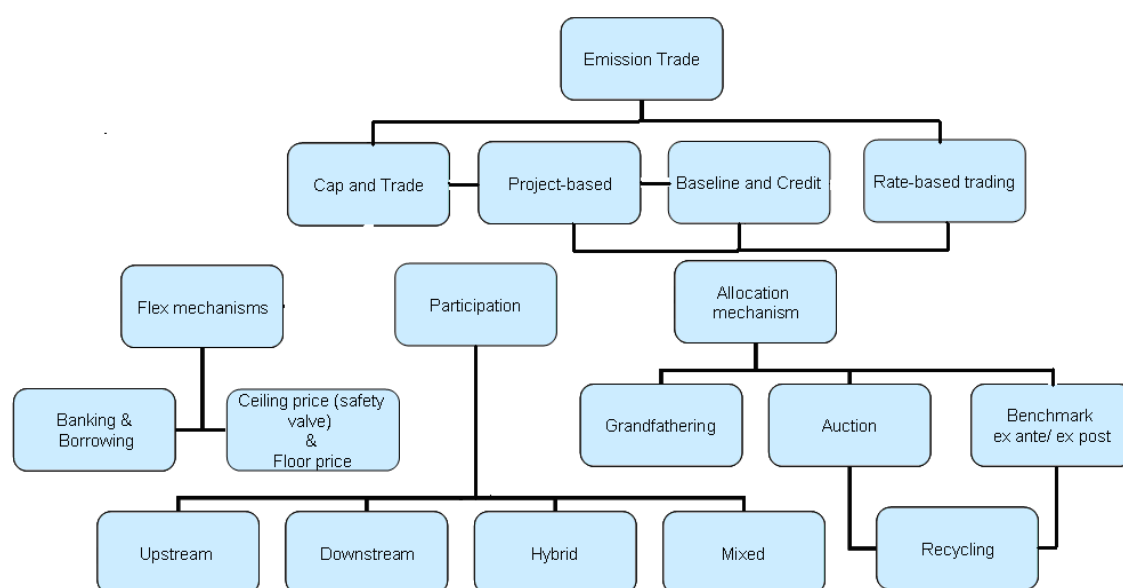 Emission Trade
Cap and Trade
Project-based
Baseline and Credit
Rate-based trading
Flex mechanisms
Participation
Allocation
mechanism
Banking &
Borrowing
Ceiling price (safety
valve)
&
Floor price
Grandfathering
Auction
Benchmark
ex ante/ ex post
Upstream
Downstream
Hybrid
Mixed
Recycling